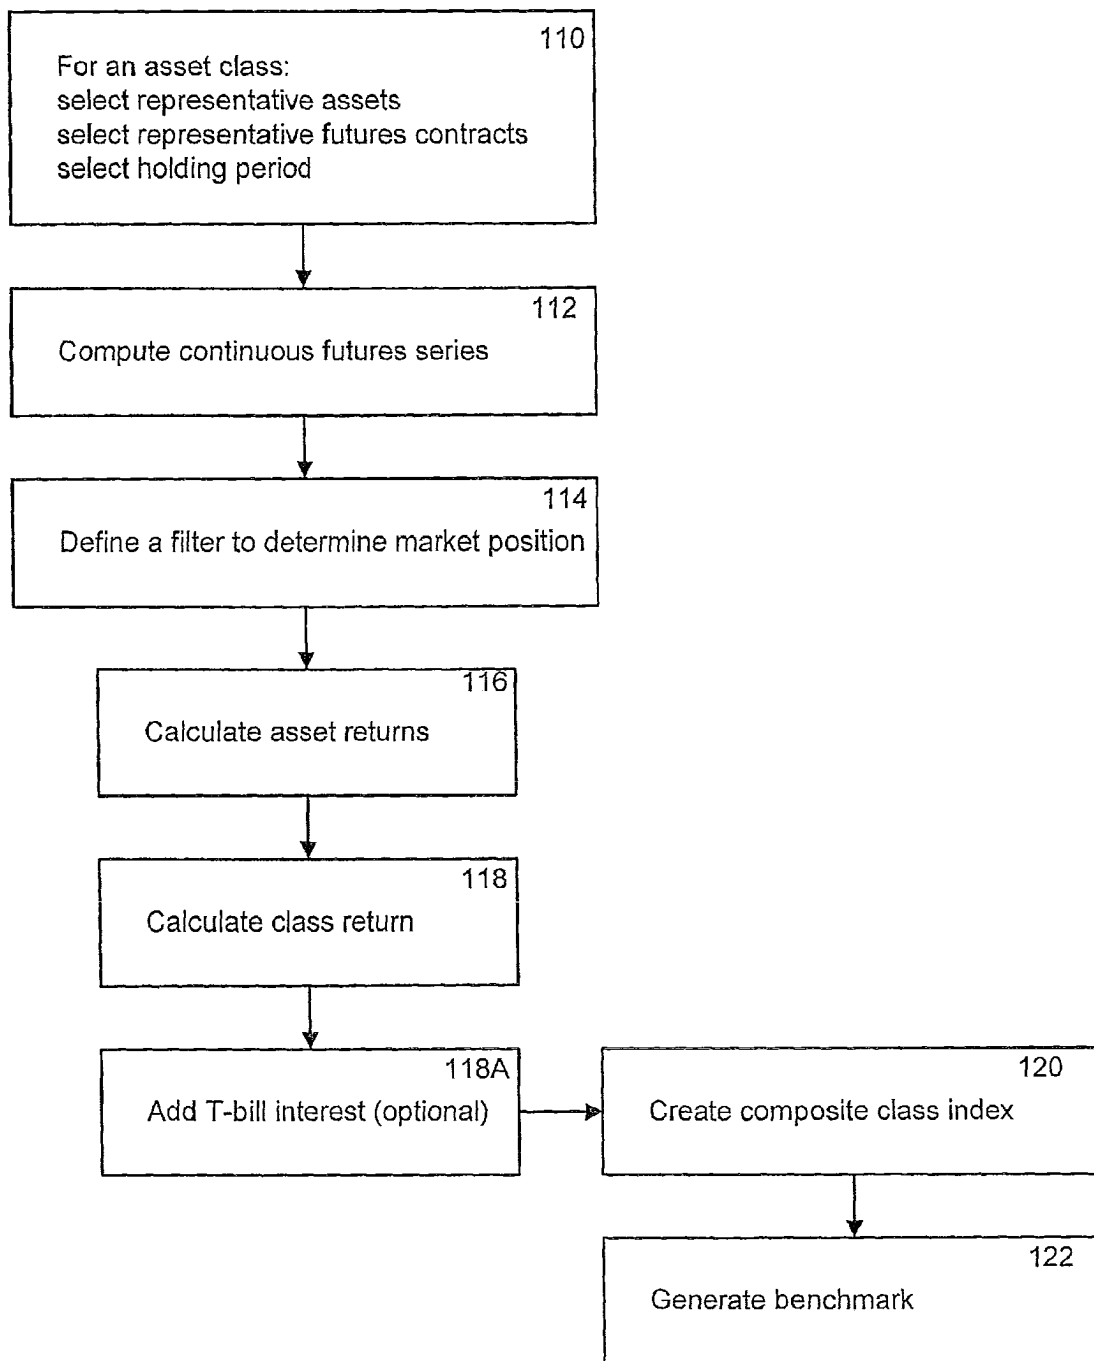 110
For an asset class:
select representative assets
select representative futures contracts
select holding period
112
Compute continuous futures series
114
Define a filter to determine market position
116
Calculate asset returns
118
Calculate class return
118A
Add T-bill interest (optional)
120
Create composite class index
122
Generate benchmark